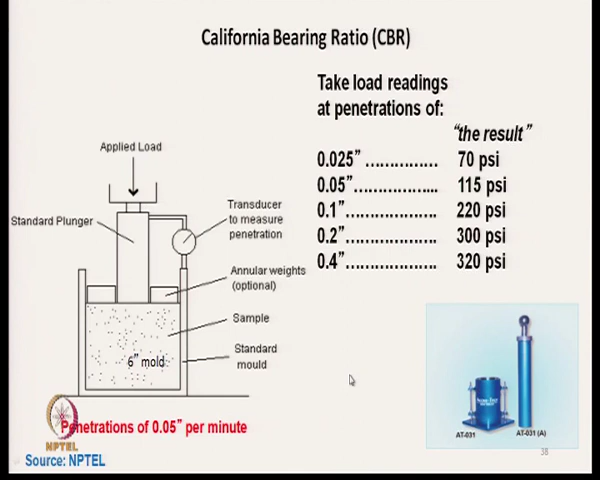 California Bearing Ratio (CBR)
Take load readings
at penetrations of:
"the result"
0.025” …………… 70 psi
0.05”……………... 115 psi
0.1”………………. 220 psi
0.2”………………. 300 psi
0.4”………………. 320 psi
Applied Load
Standard Plunger
Transducer
to measure
penetration
Annular weights
(optional)
Sample
Standard
mould
6” mold
Penetrations of 0.05” per minute
NPTEL
Source: NPTEL
AT-031
AT-031 (A)
38